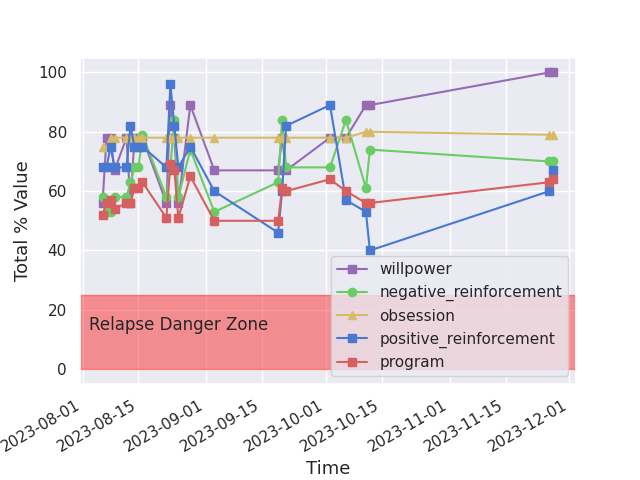 100
80
60
40
20
0
Total % Value
Relapse Danger Zone
willpower
negative_reinforcement
obsession
positive_reinforcement
program
2023-08-01
2023-08-15
2023-09-01
2023-09-15
2023-10-01
2023-10-15
2023-11-01
2023-11-15
2023-12-01
Time